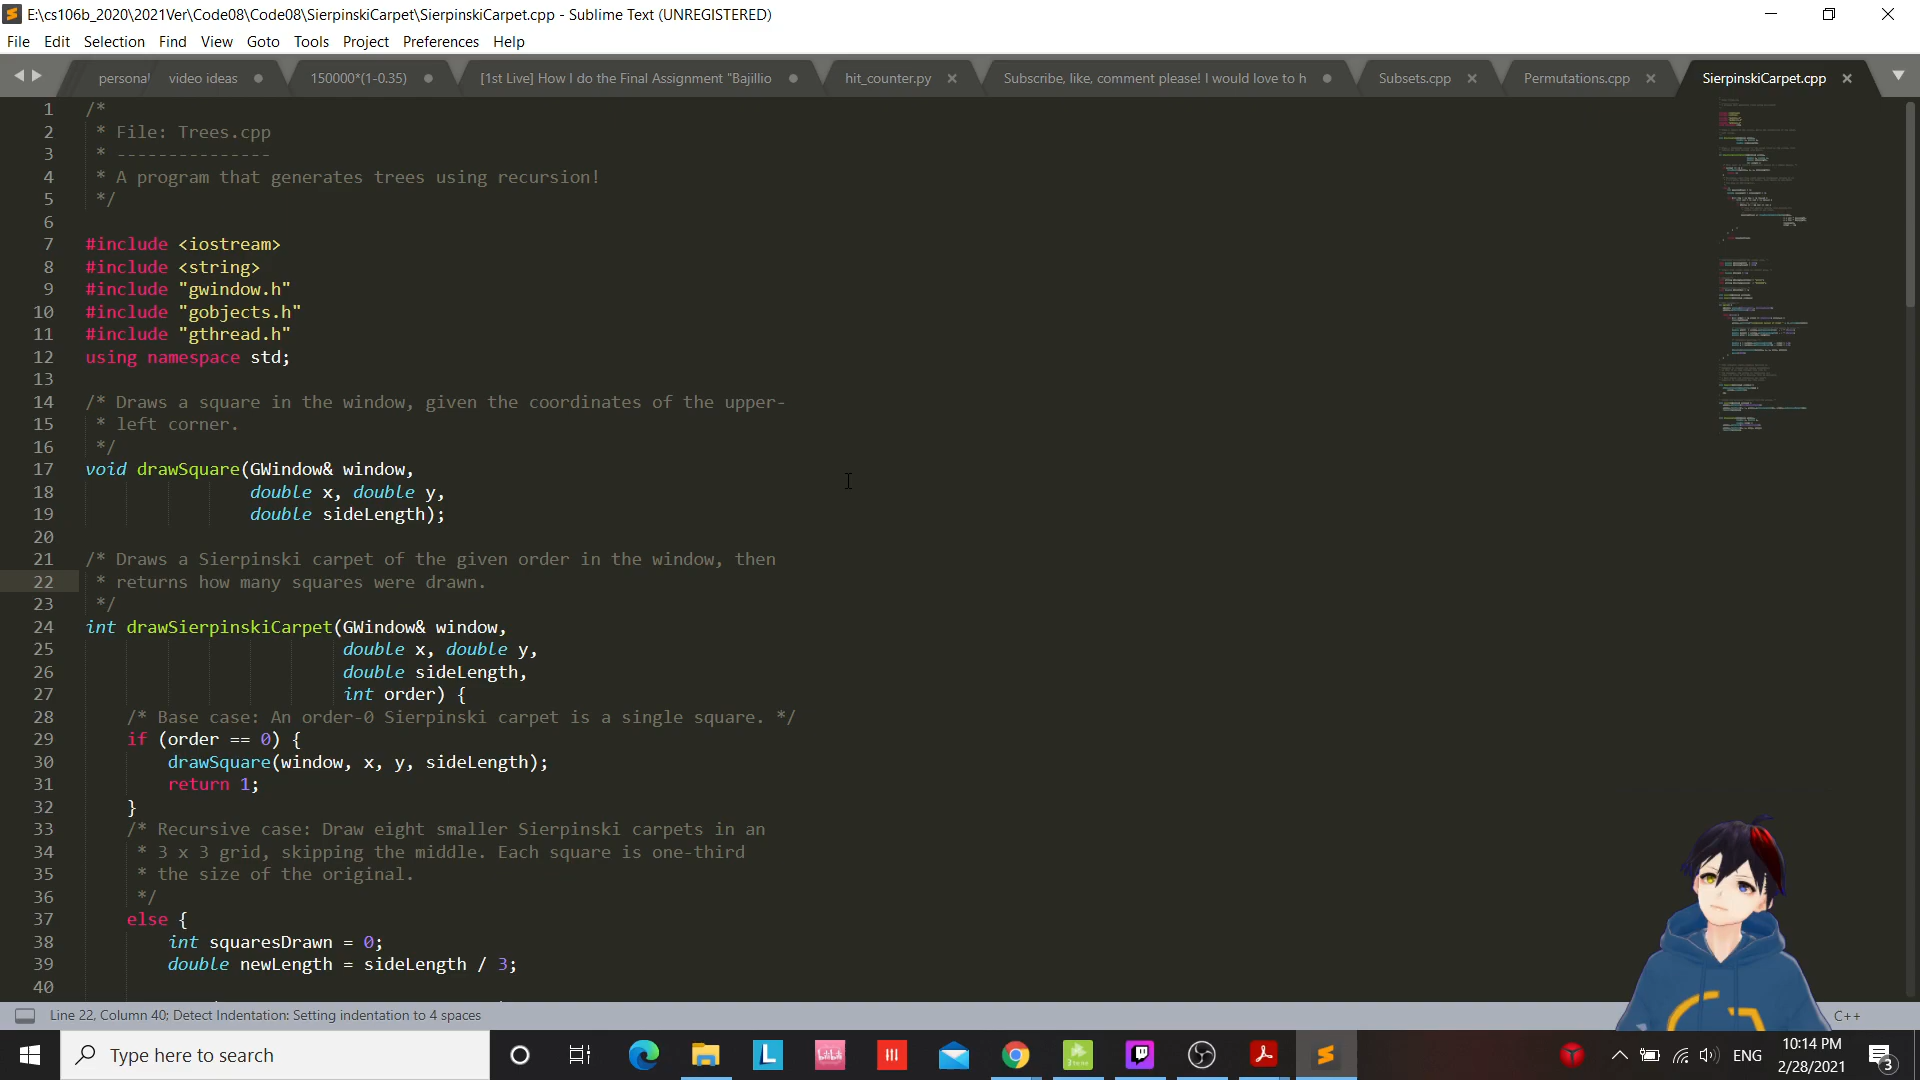 E:\cs106b_2020\2021Ver\Code08\Code08\SierpinskiCarpet\SierpinskiCarpet.cpp - Sublime Text (UNREGISTERED)
File Edit Selection Find View Goto Tools Project Preferences Help
personal video ideas 150000*(1-0.35) [1st Live] How I do the Final Assignment "Bajillio hit_counter.py Subscribe, like, comment please! I would love to h Subsets.cpp Permutations.cpp SierpinskiCarpet.cpp
1 /*
2 * File: Trees.cpp
3 * ---------------
4 * A program that generates trees using recursion!
5 */
6
7 #include <iostream>
8 #include <string>
9 #include "gwindow.h"
10 #include "gobjects.h"
11 #include "gthread.h"
12 using namespace std;
13
14 /* Draws a square in the window, given the coordinates of the upper-
15 * left corner.
16 */
17 void drawSquare(GWindow& window,
18 double x, double y,
19 double sideLength);
20
21 /* Draws a Sierpinski carpet of the given order in the window, then
22 * returns how many squares were drawn.
23 */
24 int drawSierpinskiCarpet(GWindow& window,
25 double x, double y,
26 double sideLength,
27 int order) {
28 /* Base case: An order-0 Sierpinski carpet is a single square. */
29 if (order == 0) {
30 drawSquare(window, x, y, sideLength);
31 return 1;
32 }
33 /* Recursive case: Draw eight smaller Sierpinski carpets in an
34 * 3 x 3 grid, skipping the middle. Each square is one-third
35 * the size of the original.
36 */
37 else {
38 int squaresDrawn = 0;
39 double newLength = sideLength / 3;
40
Line 22, Column 40; Detect Indentation: Setting indentation to 4 spaces
C++
Type here to search
ENG
10:14 PM
2/28/2021
3